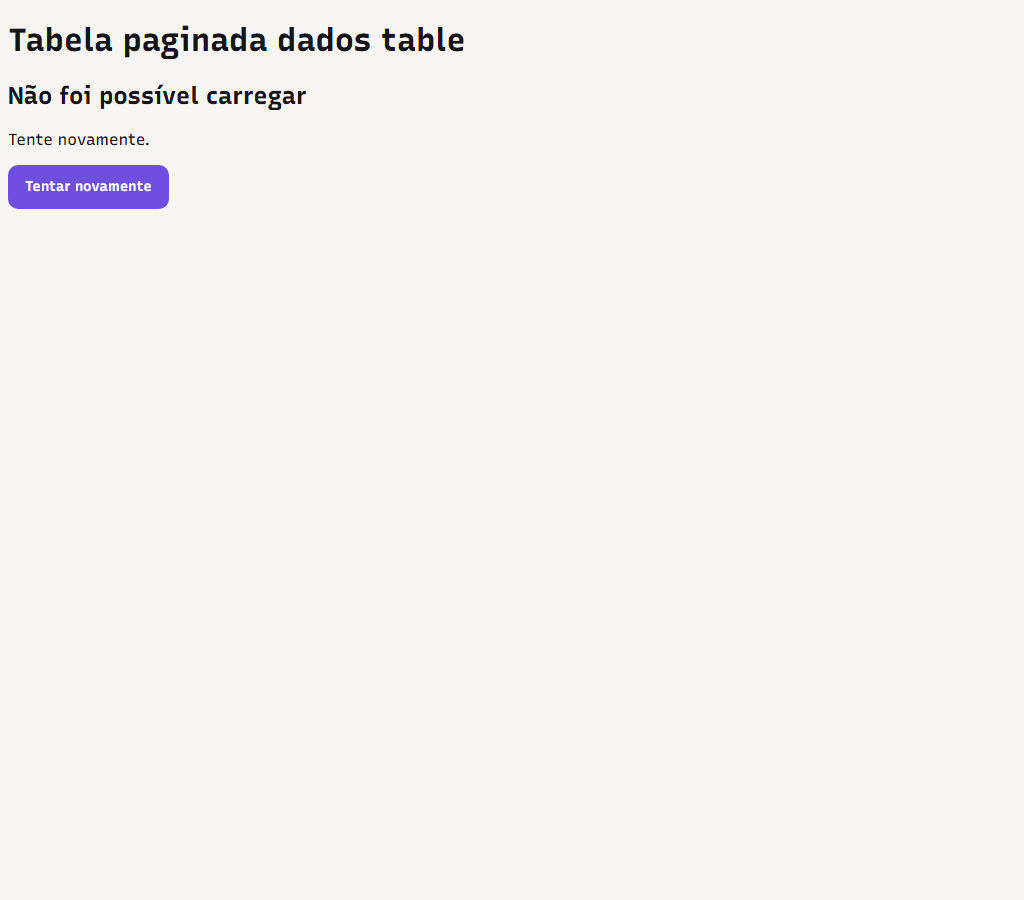 Tabela paginada dados table
Não foi possível carregar
Tente novamente.
Tentar novamente